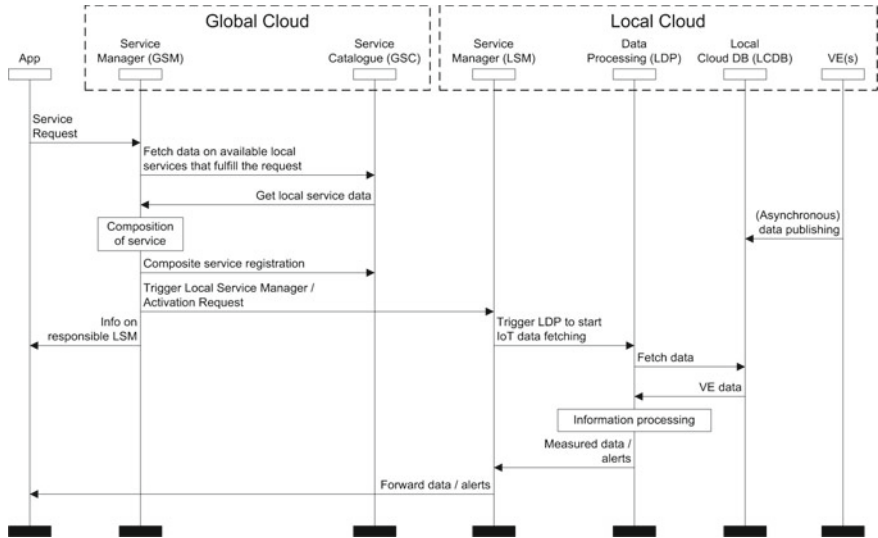 Global Cloud
Local Cloud
App
Service
Manager (GSM)
Service
Catalogue (GSC)
Service
Manager (LSM)
Data
Processing (LDP)
Local
Cloud DB (LCDB)
VE(s)
Service
Request
Fetch data on available local
services that fulfill the request
Get local service data
(Asynchronous)
data publishing
Composition
of service
Composite service registration
Trigger Local Service Manager /
Activation Request
Info on
responsible LSM
Trigger LDP to start
IoT data fetching
Fetch data
VE data
Information processing
Measured data /
alerts
Forward data / alerts